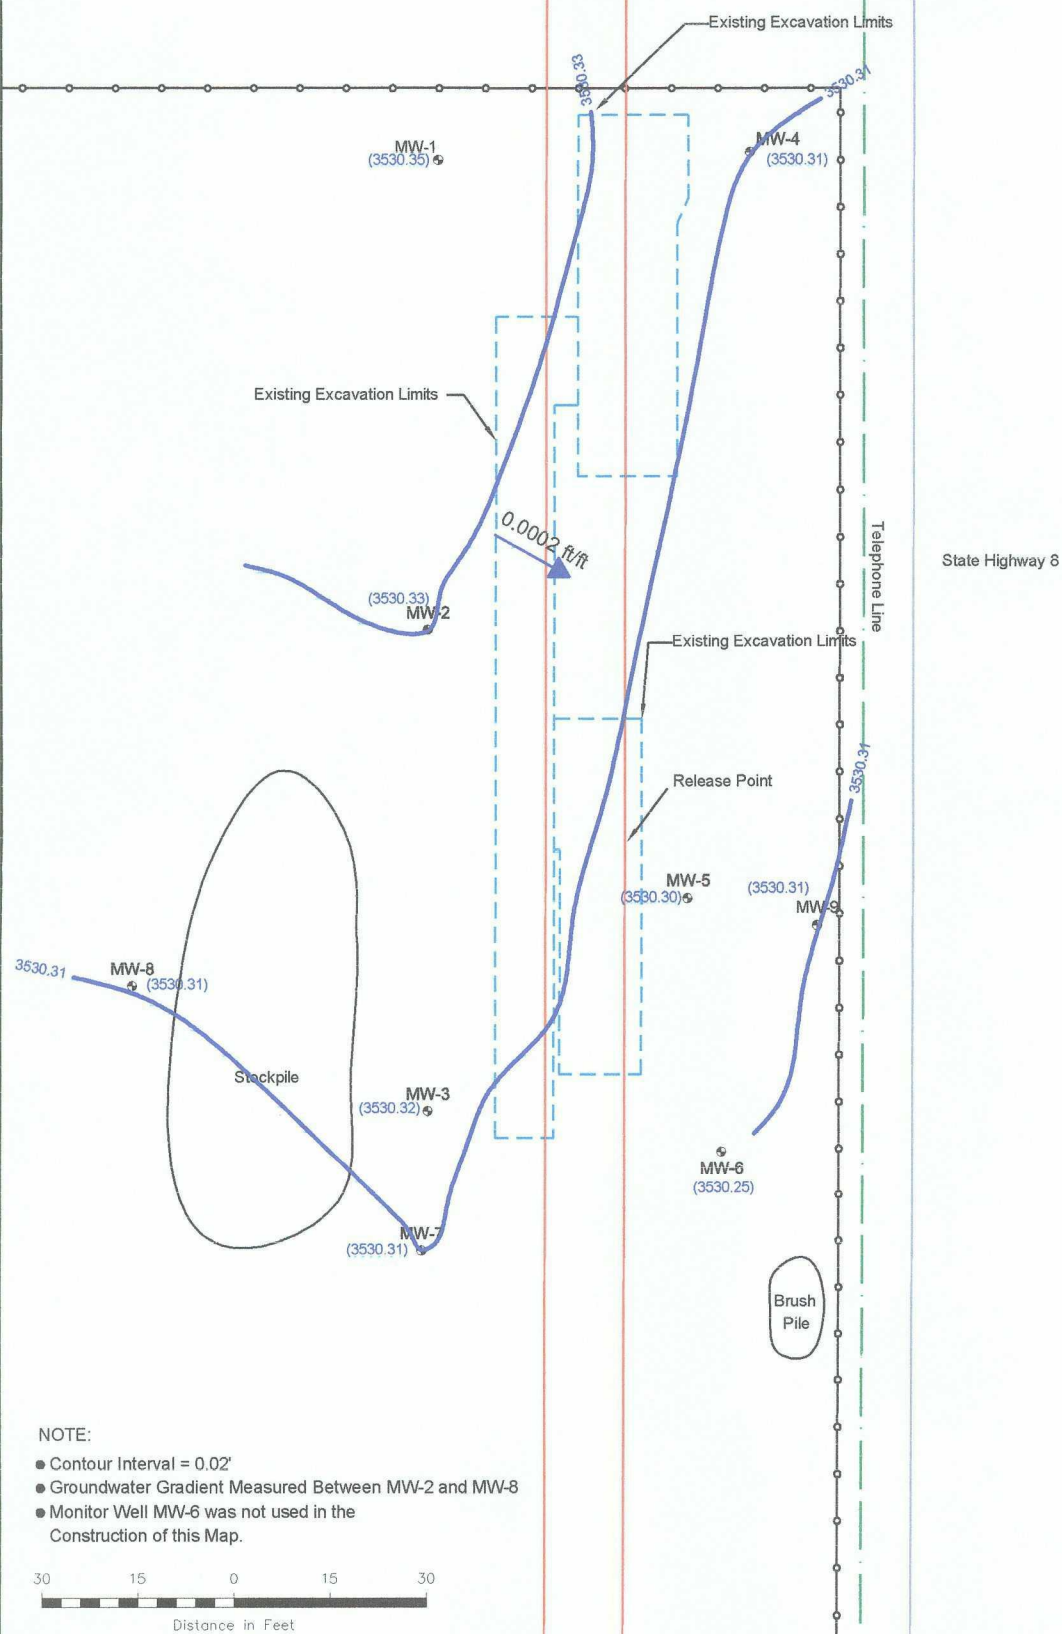 Existing Excavation Limits
3530.33
3530.31
MW-1
(3530.35)
MW-4
(3530.31)
Existing Excavation Limits
0.0002 ft/ft
Telephone Line
State Highway 8
(3530.33)
MW-2
Existing Excavation Limits
3530.31
Release Point
MW-5
(3530.30)
(3530.31)
MW-9
3530.31
MW-8
(3530.31)
Stockpile
MW-3
(3530.32)
MW-6
(3530.25)
MW-7
(3530.31)
Brush
Pile
NOTE:
● Contour Interval = 0.02'
● Groundwater Gradient Measured Between MW-2 and MW-8
● Monitor Well MW-6 was not used in the
Construction of this Map.
30 15 0 15 30
Distance in Feet